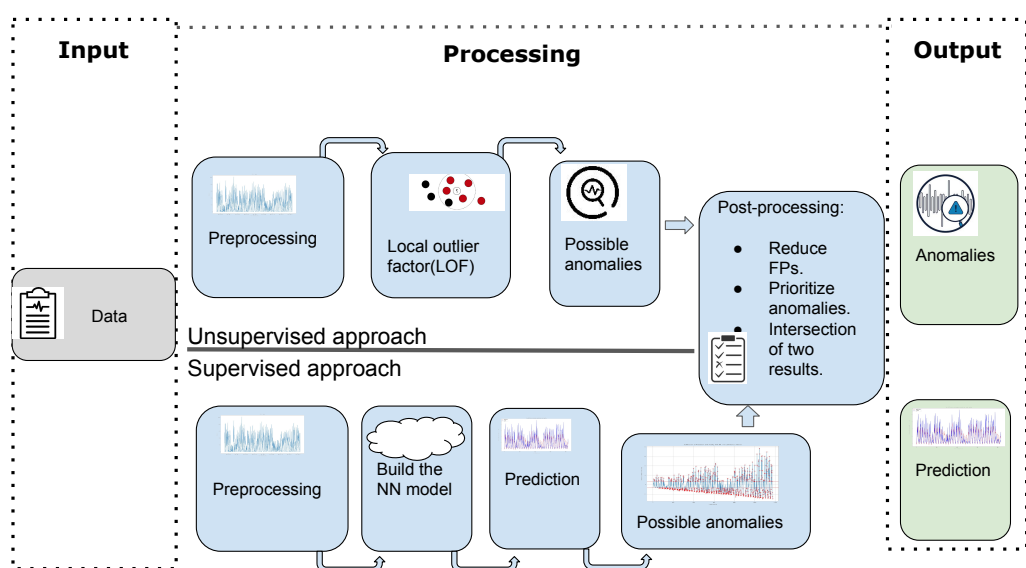 Input
Processing
Output
Preprocessing
Local outlier
factor(LOF)
Possible
anomalies
Post-processing:
● Reduce
FPs.
● Prioritize
anomalies.
● Intersection
of two
results.
Anomalies
Data
Unsupervised approach
Supervised approach
Preprocessing
Build the
NN model
Prediction
Possible anomalies
Prediction